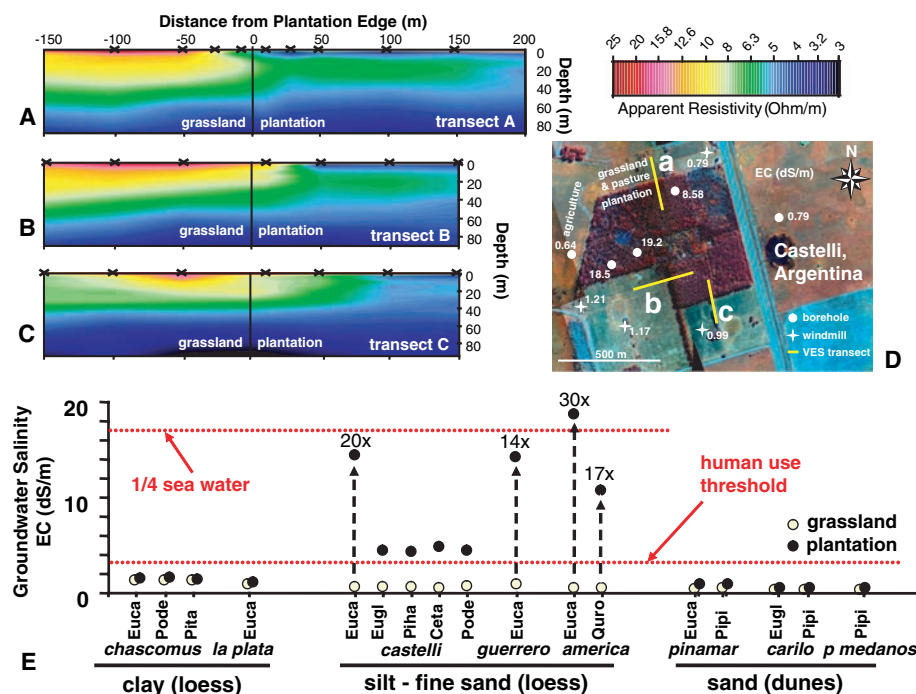 Distance from Plantation Edge (m)
-150 -100 -50 0 50 100 150 200
0
20
40
60
80
Depth (m)
A
grassland plantation transect A
0
20
40
60
80
B
grassland plantation transect B
Depth (m)
0
20
40
60
80
C
grassland plantation transect C
25 20 15.8 12.6 10 8 6.3 5 4 3.2 3
Apparent Resistivity (Ohm/m)
N
a
0.79
EC (dS/m)
grassland
& pasture
plantation
8.58
agriculture
0.79
0.64
19.2
18.5
Castelli,
Argentina
1.21
b
c
1.17
0.99
borehole
windmill
VES transect
500 m
D
Groundwater Salinity
EC (dS/m)
20
10
0
1/4 sea water
20x
14x
30x
17x
human use
threshold
grassland
plantation
Euca Pode Pita Euca Euca Eugl Piha Ceta Pode Euca Euca Quro Euca Pipi Eugl Pipi Pipi
chascomus la plata castelli guerrero america pinamar carilo p medanos
E
clay (loess) silt - fine sand (loess) sand (dunes)